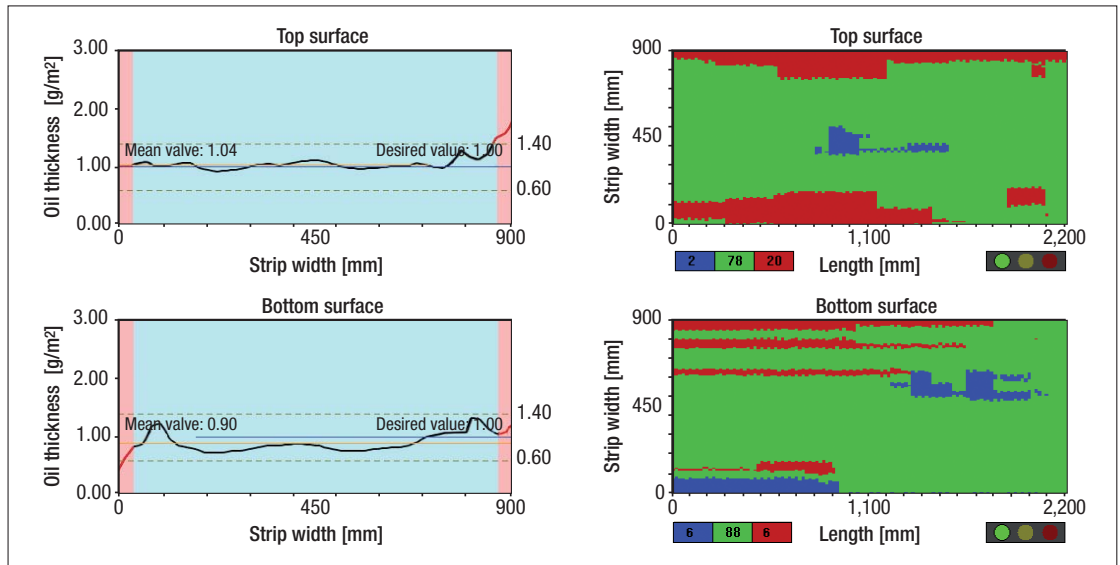 Top surface
Oil thickness [g/m²]
3.00
2.00
1.00
0.00
Mean valve: 1.04
Desired value: 1.00
1.40
0.60
0
450
900
Strip width [mm]
Top surface
Strip width [mm]
900
450
0
0
1,100
2,200
Length [mm]
2 78 20
Bottom surface
Oil thickness [g/m²]
3.00
2.00
1.00
0.00
Mean valve: 0.90
Desired value: 1.00
1.40
0.60
0
450
900
Strip width [mm]
Bottom surface
Strip width [mm]
900
450
0
0
1,100
2,200
Length [mm]
6 88 6